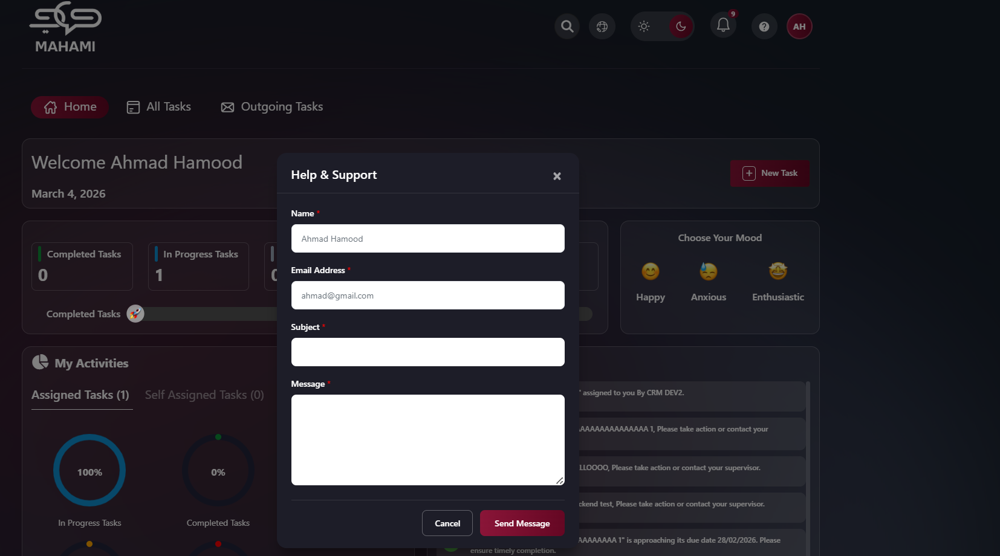 MAHAMI
9
AH
Home
All Tasks
Outgoing Tasks
Welcome Ahmad Hamood
March 4, 2026
New Task
Completed Tasks
0
In Progress Tasks
1
Completed Tasks
Choose Your Mood
Happy
Anxious
Enthusiastic
My Activities
Assigned Tasks (1)
Self Assigned Tasks (0)
100%
In Progress Tasks
0%
Completed Tasks
Help & Support
Name *
Ahmad Hamood
Email Address *
ahmad@gmail.com
Subject *
Message *
Cancel
Send Message
" assigned to you By CRM DEV2.
1, Please take action or contact your
Please take action or contact your supervisor.
test, Please take action or contact your supervisor.
1" is approaching its due date 28/02/2026. Please
ensure timely completion.